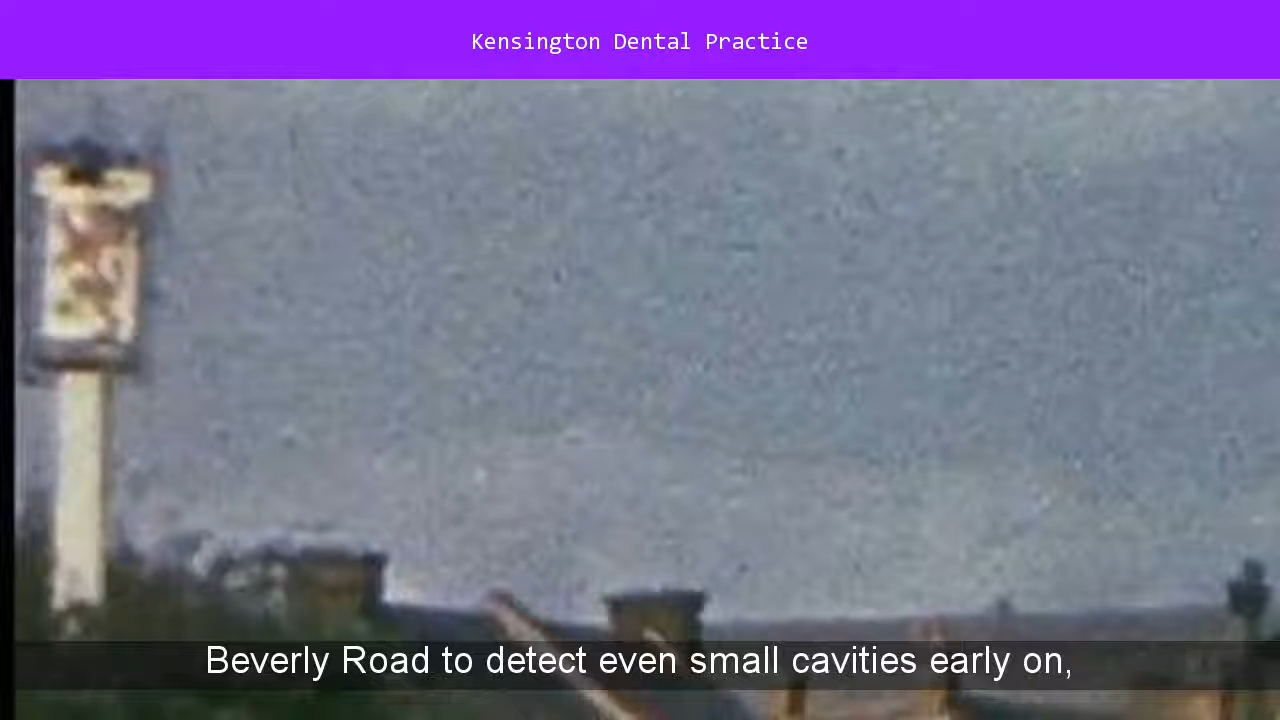 Kensington Dental Practice
Beverly Road to detect even small cavities early on,